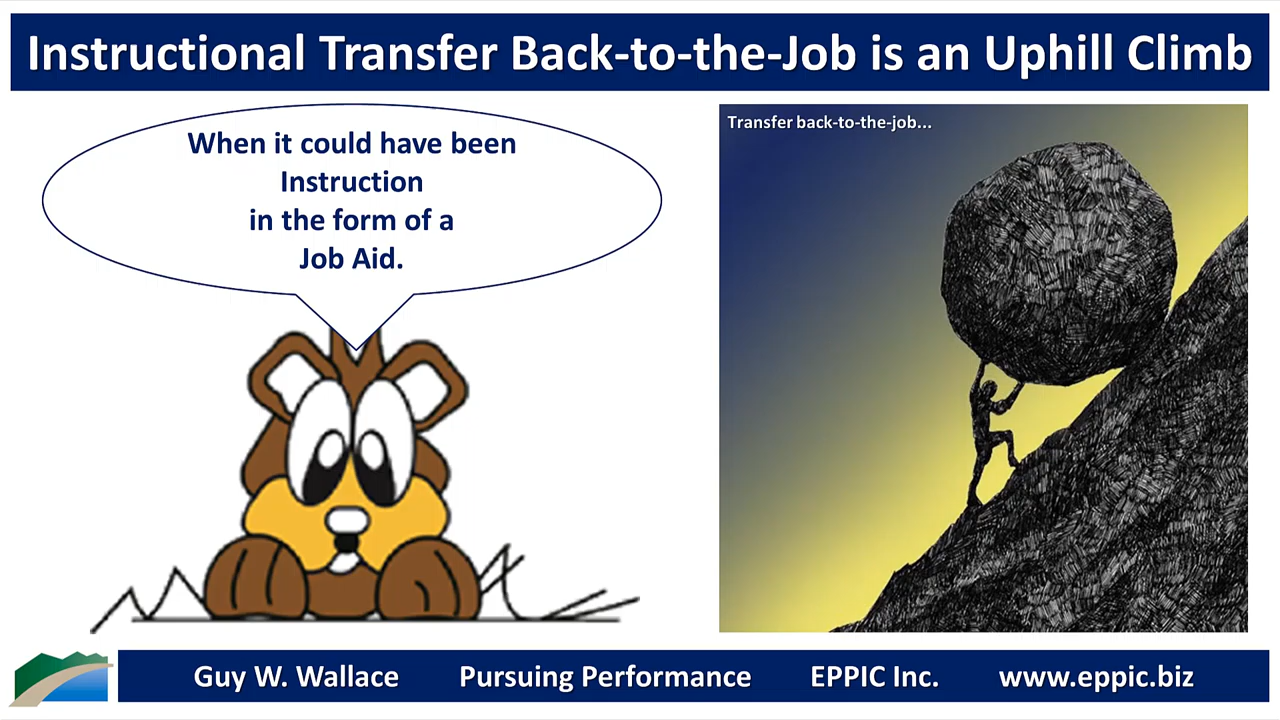 Instructional Transfer Back-to-the-Job is an Uphill Climb
When it could have been
Instruction
in the form of a
Job Aid.
Transfer back-to-the-job...
Guy W. Wallace Pursuing Performance EPPIC Inc. www.eppic.biz